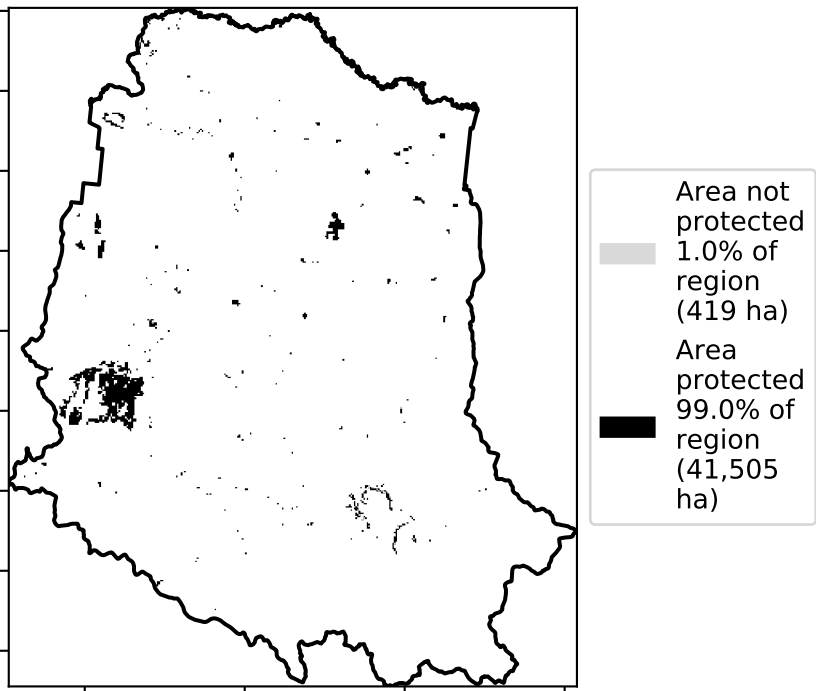 Area not
protected
1.0% of
region
(419 ha)
Area
protected
99.0% of
region
(41,505
ha)